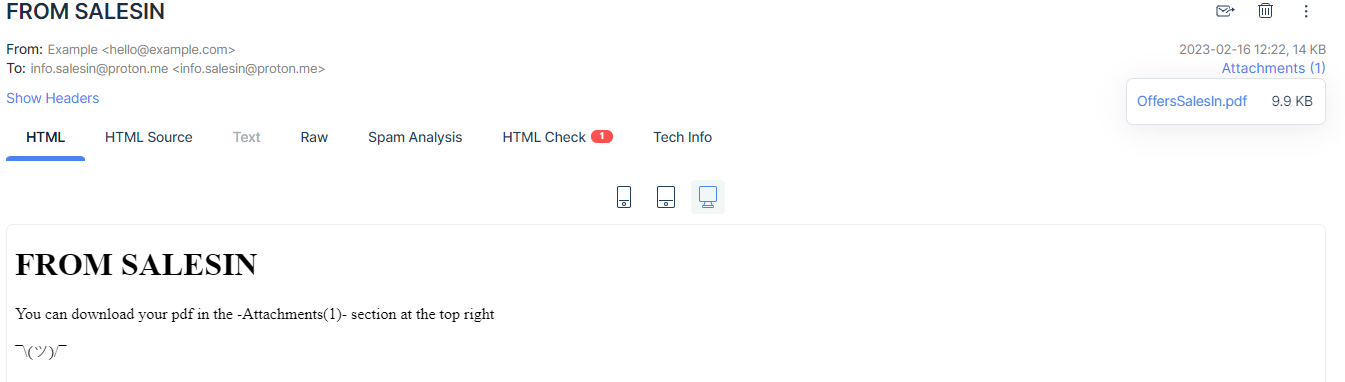 FROM SALESIN
From: Example <hello@example.com>
2023-02-16 12:22, 14 KB
To: info.salesin@proton.me <info.salesin@proton.me>
Attachments (1)
Show Headers
OffersSalesIn.pdf 9.9 KB
HTML HTML Source Text Raw Spam Analysis HTML Check 1 Tech Info
FROM SALESIN
You can download your pdf in the -Attachments(1)- section at the top right
¯\(ツ)/¯